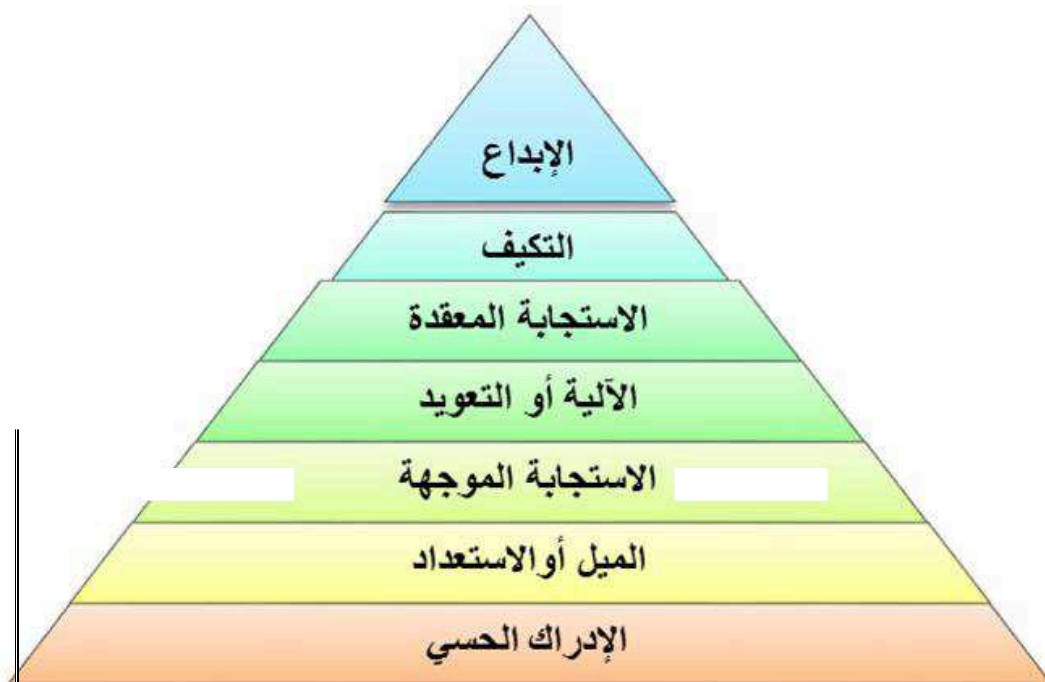 الإبداع
التكيف
الاستجابة المعقدة
الآلية أو التعويد
الاستجابة الموجهة
الميل أوالاستعداد
الإدراك الحسي